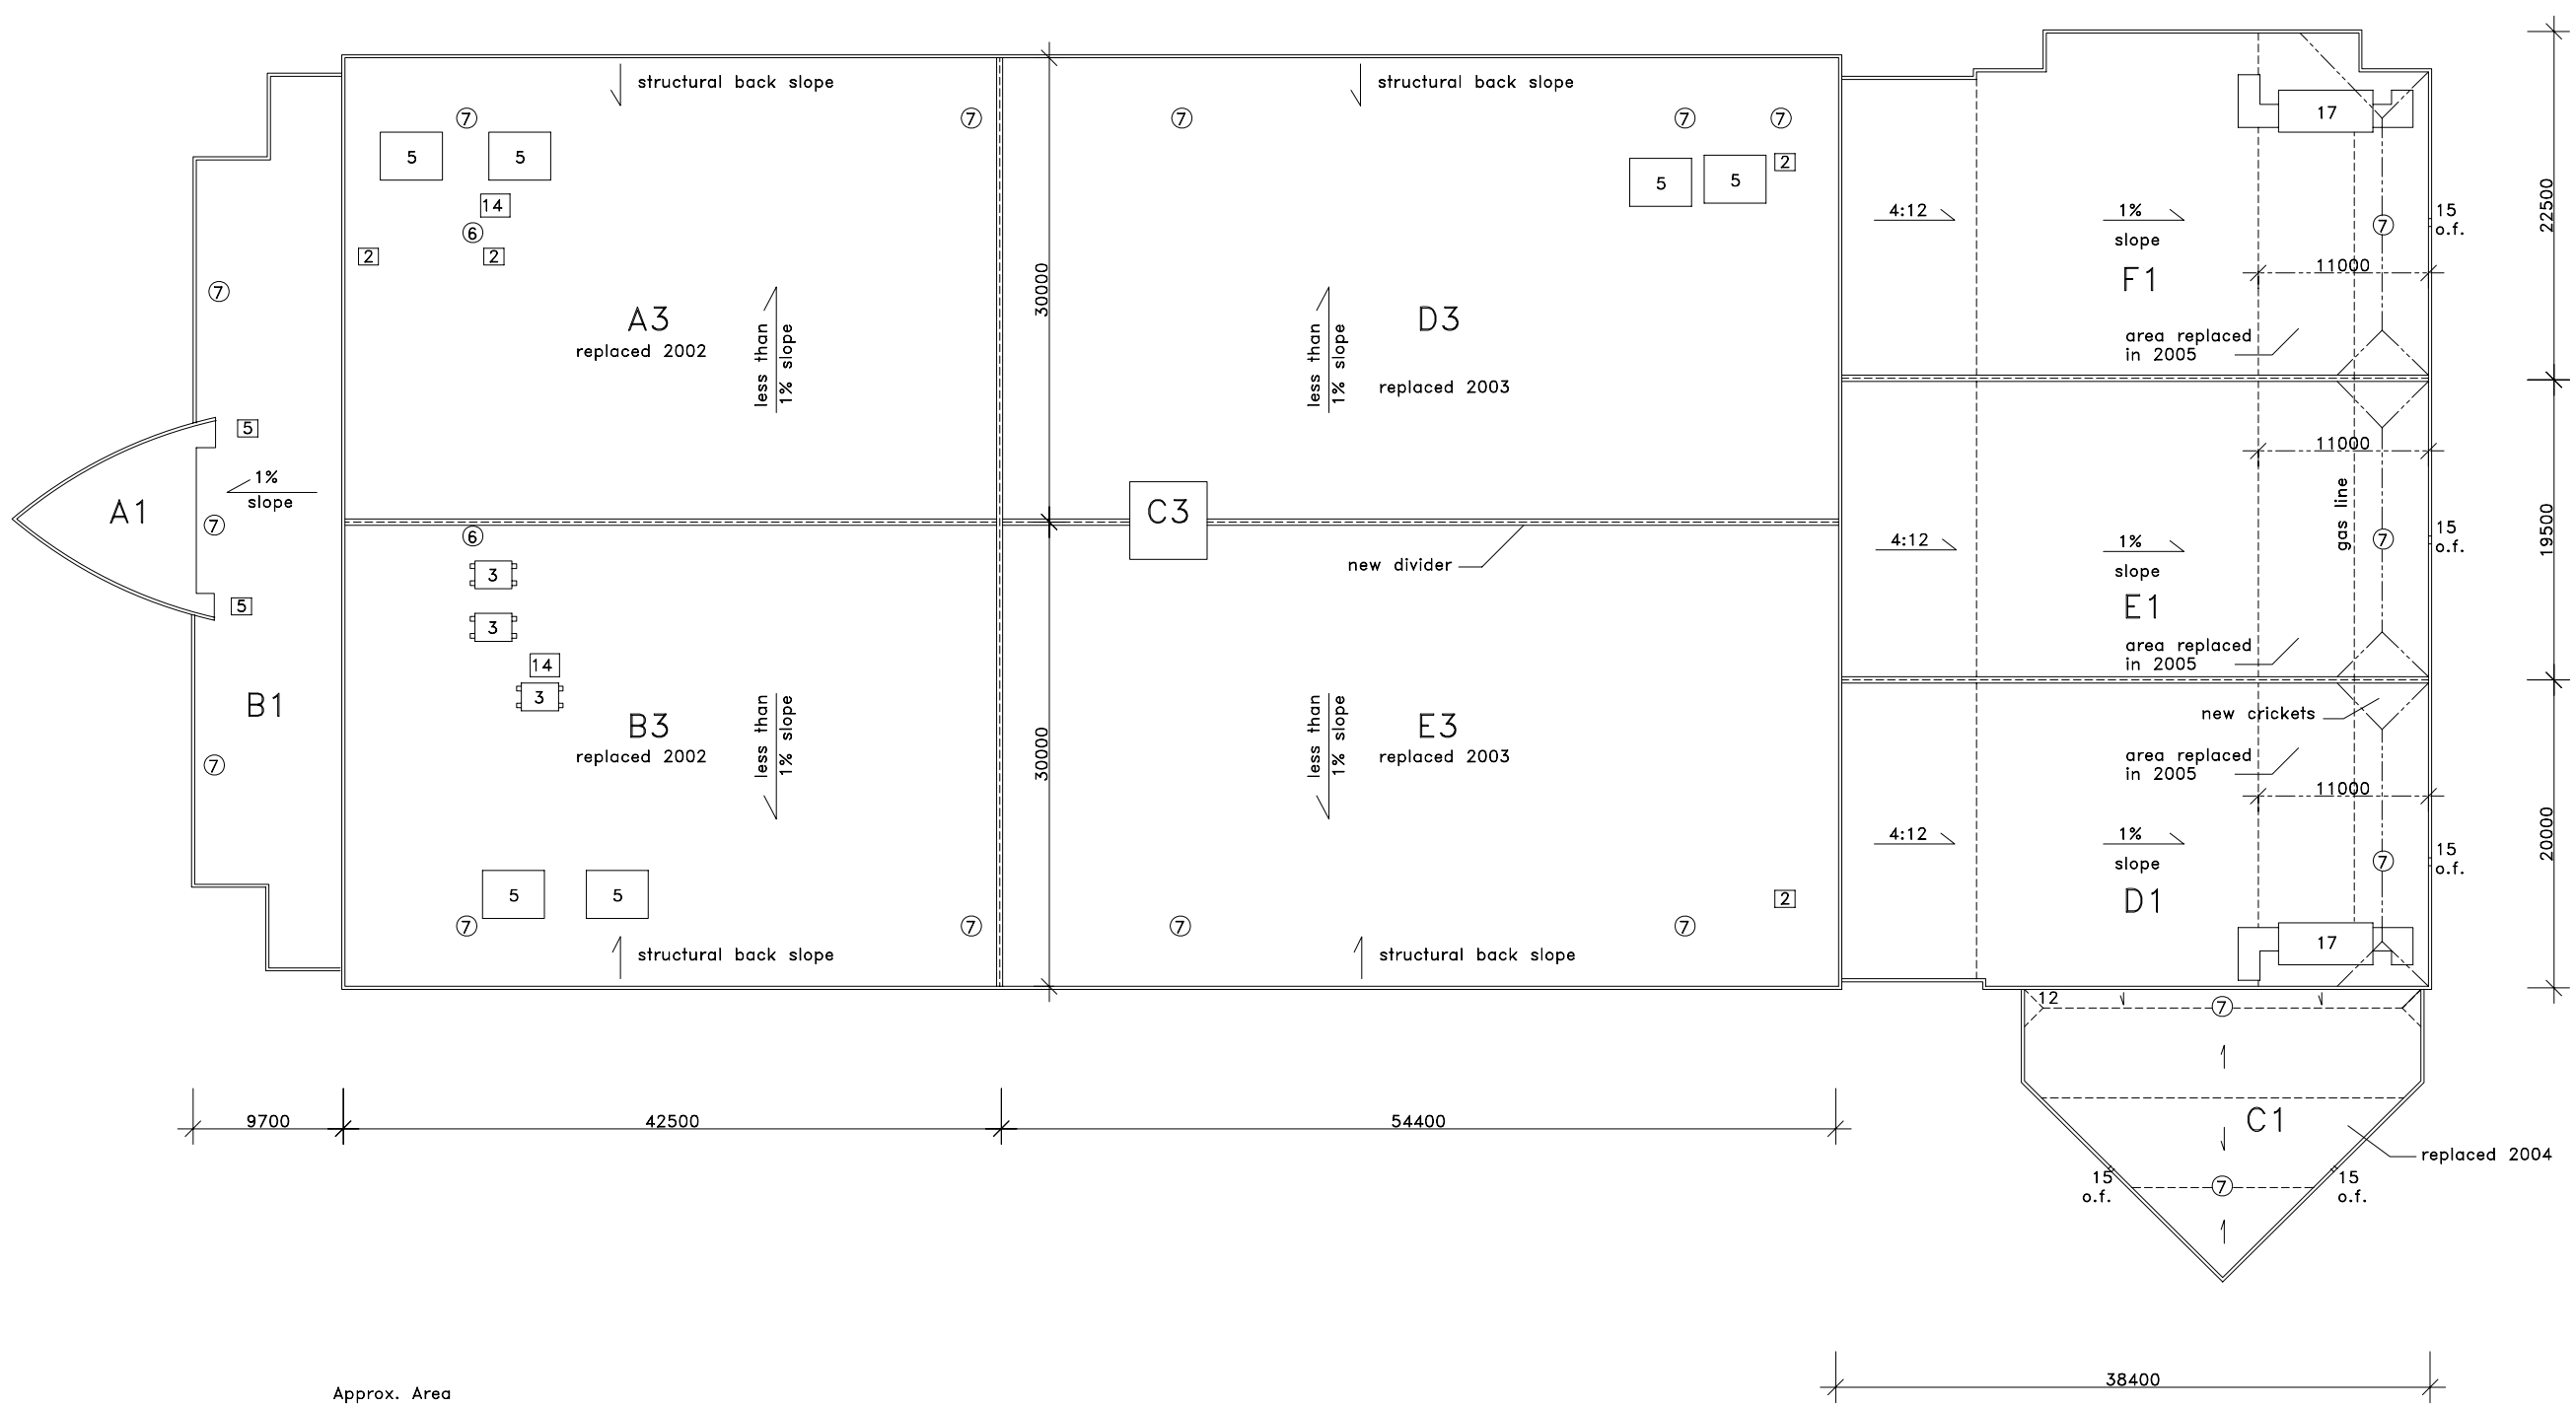 structural back slope
structural back slope
7
7
7
7
7
17
5
5
2
5
5
14
6
2
2
22500
4:12
1%
slope
7
15
o.f.
F1
11000
7
30000
A3
replaced 2002
less than
1% slope
D3
less than
1% slope
replaced 2003
area replaced
in 2005
5
1%
slope
A1
7
C3
new divider
11000
gas line
4:12
1%
slope
7
15
o.f.
19500
E1
area replaced
in 2005
6
3
3
14
3
5
B1
7
B3
replaced 2002
less than
1% slope
30000
E3
less than
1% slope
replaced 2003
new crickets
area replaced
in 2005
11000
4:12
1%
slope
7
15
o.f.
20000
D1
5
5
2
7
7
7
7
17
structural back slope
structural back slope
12
7
C1
replaced 2004
15
o.f.
7
15
o.f.
9700
42500
54400
38400
Approx. Area